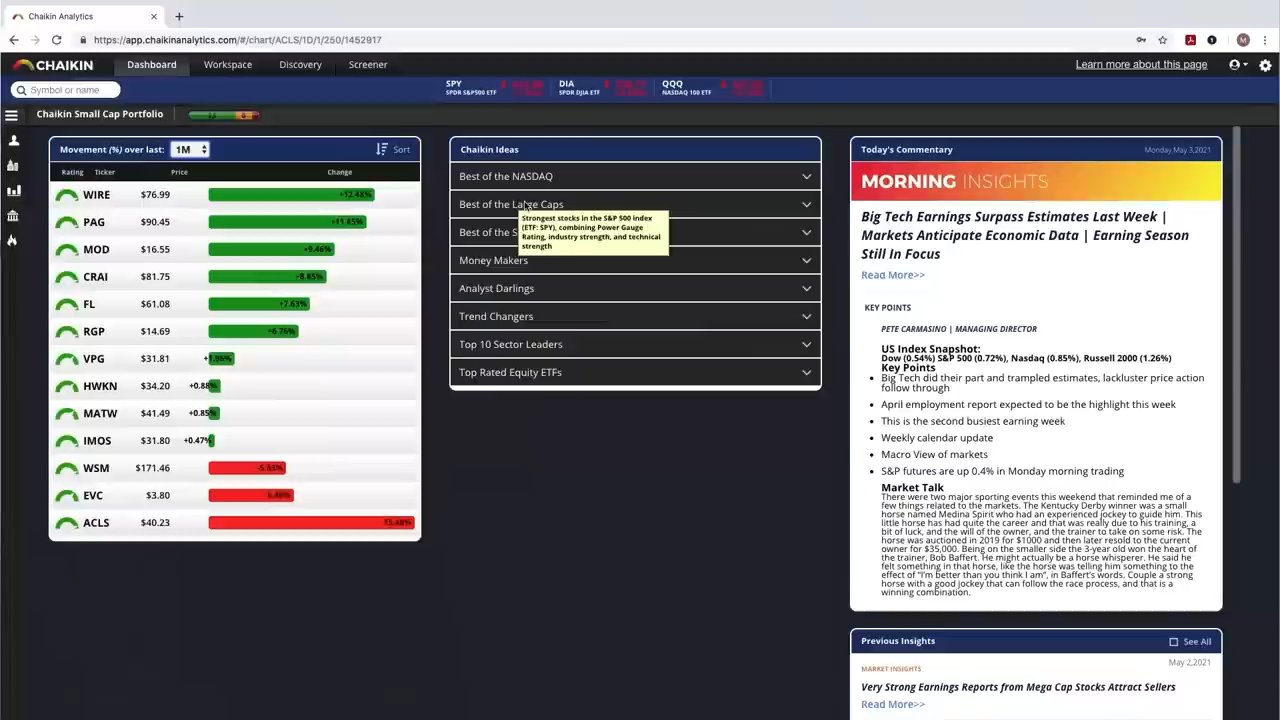 Chaikin Analytics
https://app.chaikinanalytics.com/#/chart/ACLS/1D/1/250/1452917
M
CHAIKIN
Dashboard
Workspace
Discovery
Screener
Learn more about this page
Symbol or name
SPY
SPDR S&P500 ETF
DIA
SPDR DJIA ETF
QQQ
NASDAQ 100 ETF
Chaikin Small Cap Portfolio
Movement (%) over last:
1M
Sort
Rating Ticker Price Change
WIRE $76.99 +12.48%
PAG $90.45 +11.85%
MOD $16.55 +9.46%
CRAI $81.75 +8.85%
FL $61.08 +7.63%
RGP $14.69 +6.76%
VPG $31.81 +1.86%
HWKN $34.20 +0.88%
MATW $41.49 +0.85%
IMOS $31.80 +0.47%
WSM $171.46
EVC $3.80
ACLS $40.23
Chaikin Ideas
Best of the NASDAQ
Best of the Large Caps
Best of the S
Strongest stocks in the S&P 500 index
(ETF: SPY), combining Power Gauge
Rating, industry strength, and technical
strength
Money Makers
Analyst Darlings
Trend Changers
Top 10 Sector Leaders
Top Rated Equity ETFs
Today's Commentary
Monday May 3,2021
MORNING INSIGHTS
Big Tech Earnings Surpass Estimates Last Week |
Markets Anticipate Economic Data | Earning Season
Still In Focus
Read More>>
KEY POINTS
PETE CARMASINO | MANAGING DIRECTOR
US Index Snapshot:
Dow (0.54%) S&P 500 (0.72%), Nasdaq (0.85%), Russell 2000 (1.26%)
Key Points
• Big Tech did their part and trampled estimates, lackluster price action
follow through
• April employment report expected to be the highlight this week
• This is the second busiest earning week
• Weekly calendar update
• Macro View of markets
• S&P futures are up 0.4% in Monday morning trading
Market Talk
There were two major sporting events this weekend that reminded me of a
few things related to the markets. The Kentucky Derby winner was a small
horse named Medina Spirit who had an experienced jockey to guide him. This
little horse has had quite the career and that was really due to his training, a
bit of luck, and the will of the owner, and the trainer to take on some risk. The
horse was auctioned in 2019 for $1000 and then later resold to the current
owner for $35,000. Being on the smaller side the 3-year old won the heart of
the trainer, Bob Baffert. He might actually be a horse whisperer. He said he
felt something in that horse, like the horse was telling him something to the
effect of "I'm better than you think I am", in Baffert's words. Couple a strong
horse with a good jockey that can follow the race process, and that is a
winning combination.
Previous Insights
See All
MARKET INSIGHTS
May 2,2021
Very Strong Earnings Reports from Mega Cap Stocks Attract Sellers
Read More>>